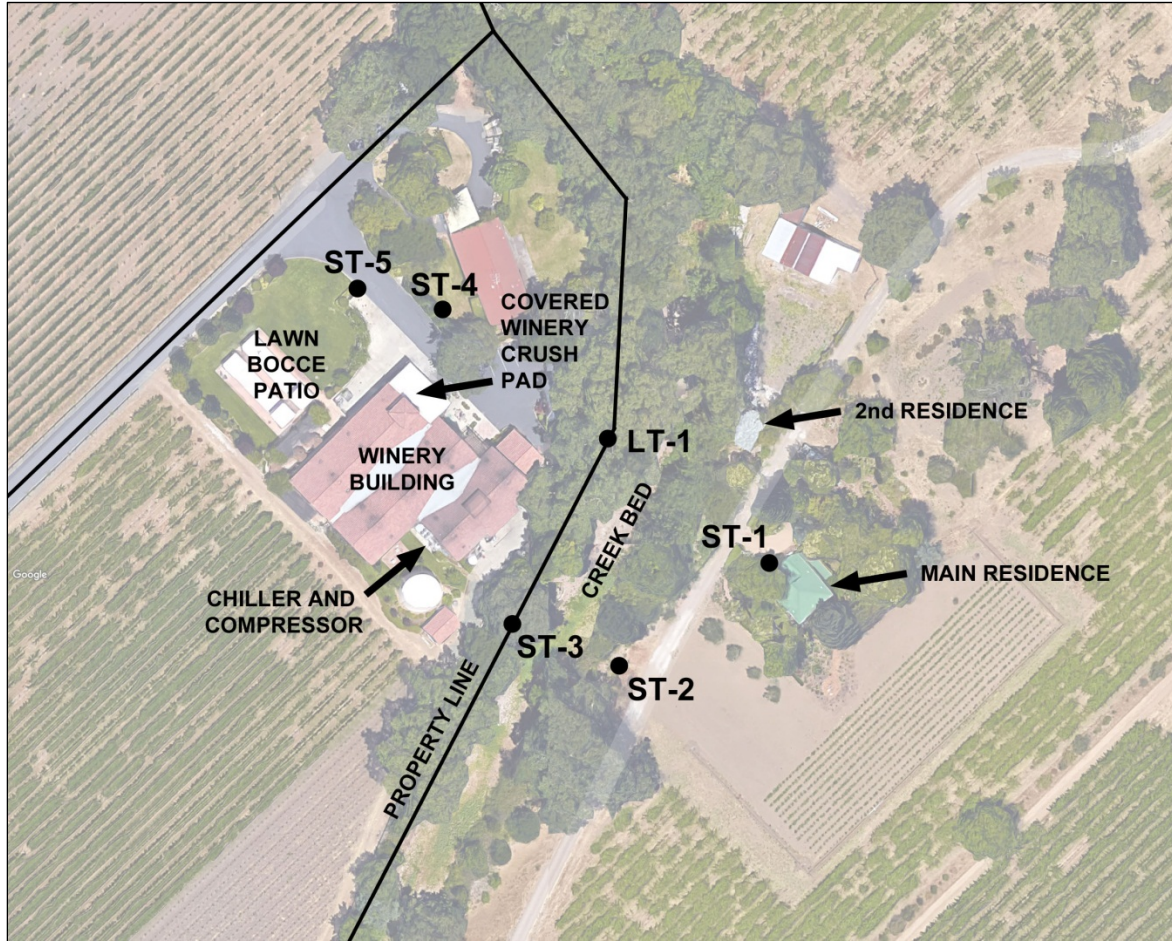 ST-5
ST-4
COVERED
WINERY
CRUSH
PAD
LAWN
BOCCE
PATIO
2nd RESIDENCE
LT-1
WINERY
BUILDING
CREEK BED
ST-1
MAIN RESIDENCE
Google
CHILLER AND
COMPRESSOR
ST-3
ST-2
PROPERTY LINE